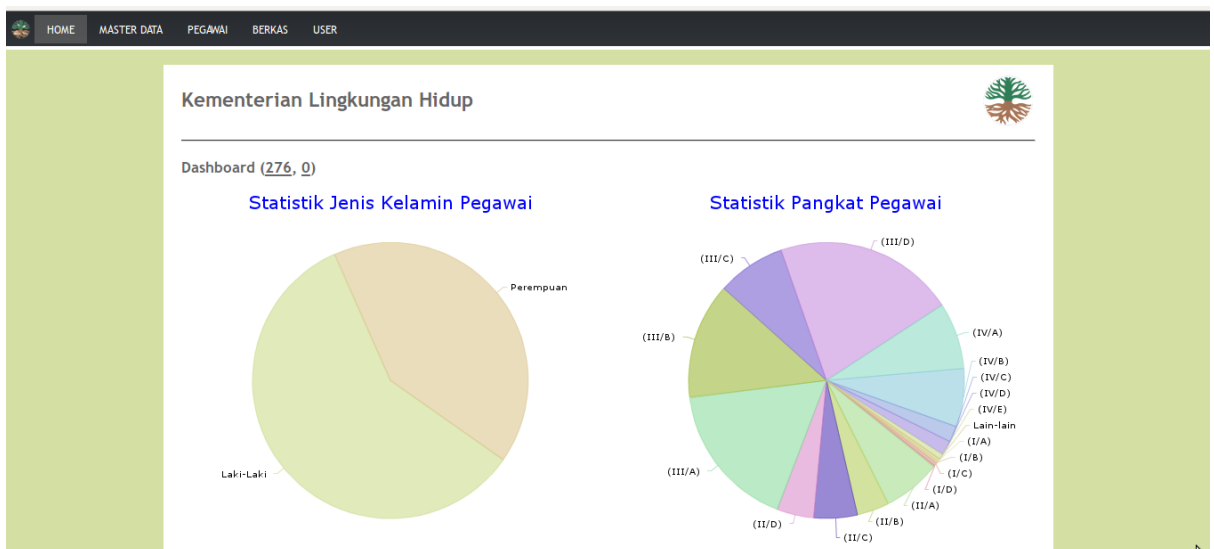 HOME MASTER DATA PEGAWAI BERKAS USER
Kementerian Lingkungan Hidup
Dashboard (276, 0)
Statistik Jenis Kelamin Pegawai
Perempuan
Laki-Laki
Statistik Pangkat Pegawai
(III/D)
(III/C)
(IV/A)
(III/B)
(IV/B)
(IV/C)
(IV/D)
(IV/E)
Lain-lain
(I/A)
(I/B)
(III/A)
(I/C)
(I/D)
(II/A)
(II/B)
(II/D)
(II/C)